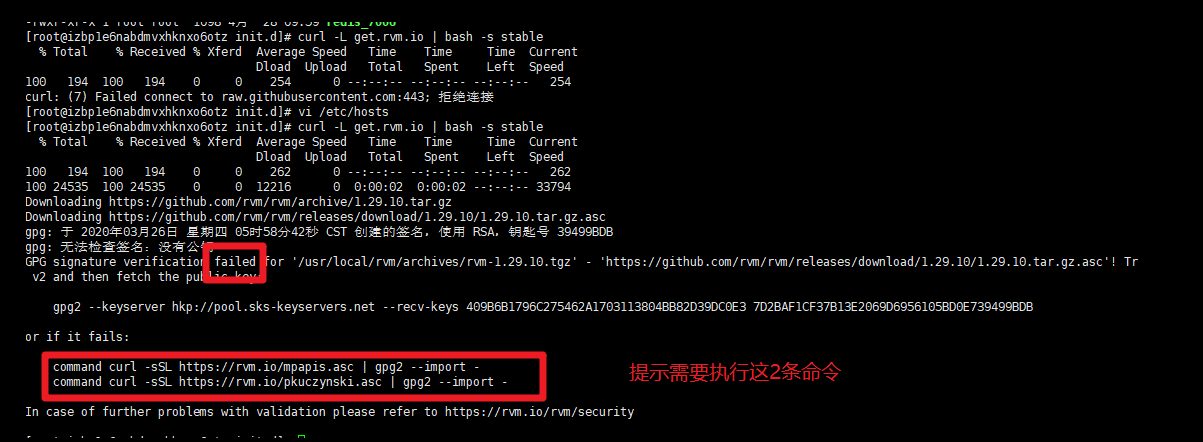 -rwxr-xr-x 1 root root 1098 4月 28 09:59 redis_7000
[root@izbp1e6nabdmvxhknxo6otz init.d]# curl -L get.rvm.io | bash -s stable
% Total % Received % Xferd Average Speed Time Time Time Current
Dload Upload Total Spent Left Speed
100 194 100 194 0 0 254 0 --:--:-- --:--:-- --:--:-- 254
curl: (7) Failed connect to raw.githubusercontent.com:443; 拒绝连接
[root@izbp1e6nabdmvxhknxo6otz init.d]# vi /etc/hosts
[root@izbp1e6nabdmvxhknxo6otz init.d]# curl -L get.rvm.io | bash -s stable
% Total % Received % Xferd Average Speed Time Time Time Current
Dload Upload Total Spent Left Speed
100 194 100 194 0 0 262 0 --:--:-- --:--:-- --:--:-- 262
100 24535 100 24535 0 0 12216 0 0:00:02 0:00:02 --:--:-- 33794
Downloading https://github.com/rvm/rvm/archive/1.29.10.tar.gz
Downloading https://github.com/rvm/rvm/releases/download/1.29.10/1.29.10.tar.gz.asc
gpg: 于 2020年03月26日 星期四 05时58分42秒 CST 创建的签名，使用 RSA，钥匙号 39499BDB
gpg: 无法检查签名：没有公钥
GPG signature verification failed for '/usr/local/rvm/archives/rvm-1.29.10.tgz' - 'https://github.com/rvm/rvm/releases/download/1.29.10/1.29.10.tar.gz.asc'! Tr
v2 and then fetch the public key
gpg2 --keyserver hkp://pool.sks-keyservers.net --recv-keys 409B6B1796C275462A1703113804BB82D39DC0E3 7D2BAF1CF37B13E2069D6956105BD0E739499BDB
or if it fails:
command curl -sSL https://rvm.io/mpapis.asc | gpg2 --import -
command curl -sSL https://rvm.io/pkuczynski.asc | gpg2 --import -
提示需要执行这2条命令
In case of further problems with validation please refer to https://rvm.io/rvm/security